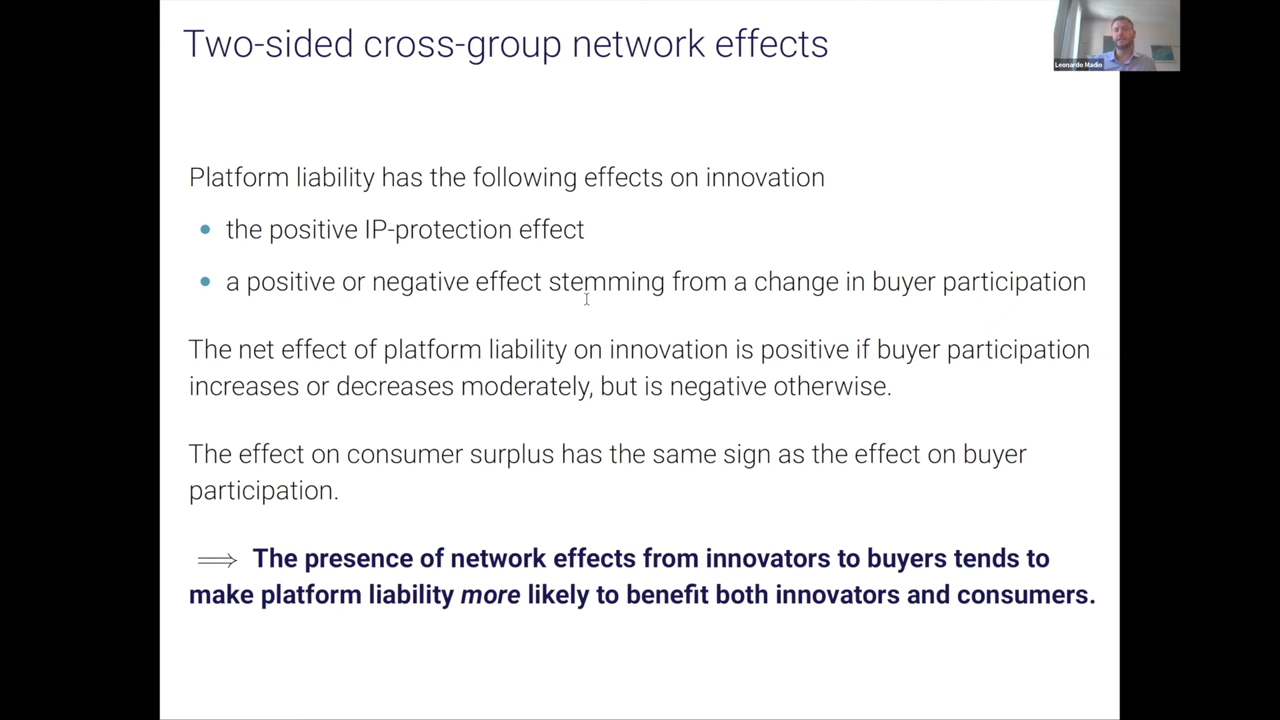 Two-sided cross-group network effects
Leonardo Madio
Platform liability has the following effects on innovation
• the positive IP-protection effect
• a positive or negative effect stemming from a change in buyer participation
The net effect of platform liability on innovation is positive if buyer participation
increases or decreases moderately, but is negative otherwise.
The effect on consumer surplus has the same sign as the effect on buyer
participation.
⟹ The presence of network effects from innovators to buyers tends to
make platform liability more likely to benefit both innovators and consumers.